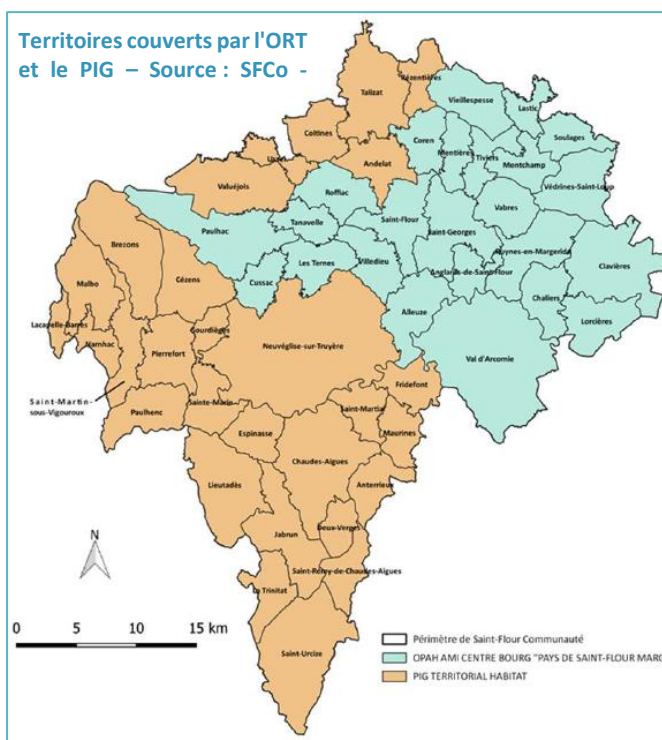 Territoires couverts par l'ORT
et le PIG – Source : SFCo -
Talizat
Rézentières
Vieillespesse
Lastic
Coltines
Coren
Soulages
Mentières
Tiviers
Andelat
Montchamp
Valuéjols
Roffiac
Védrines-Saint-Loup
Vabres
Paulhac
Tanavelle
Saint-Flour
Saint-Georges
Brezons
Les Ternes
Villedieu
Ruynes-en-Margeride
Clavières
Malbo
Cézens
Cussac
Anglards-de-Saint-Flour
Chaliers
Alleuze
Lorcières
Lacapelle-Barrès
Gourdièges
Narnhac
Pierrefort
Neuvéglise-sur-Truyère
Val d'Arcomie
Fridefont
Saint-Martin-
sous-Vigouroux
Sainte-Marie
Saint-Martial
Paulhenc
Espinasse
Maurines
Chaudes-Aigues
Lieutadès
Anterrieux
Deux-Verges
Jabrun
N
Saint-Rémy-de-Chaudes-Aigues
La Trinitat
0 5 10 15 km
Saint-Urcize
Périmètre de Saint-Flour Communauté
OPAH AMI CENTRE BOURG "PAYS DE SAINT-FLOUR MARG
PIG TERRITORIAL HABITAT